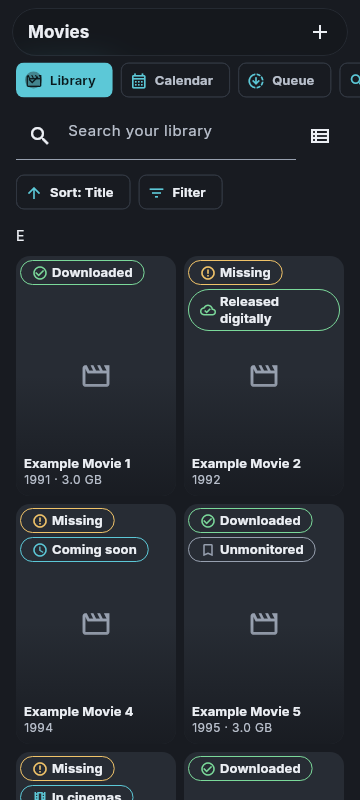 Movies
Library
Calendar
Queue
Search your library
Sort: Title
Filter
E
Downloaded
Missing
Released
digitally
Example Movie 1
1991 · 3.0 GB
Example Movie 2
1992
Missing
Coming soon
Downloaded
Unmonitored
Example Movie 4
1994
Example Movie 5
1995 · 3.0 GB
Missing
In cinemas
Downloaded